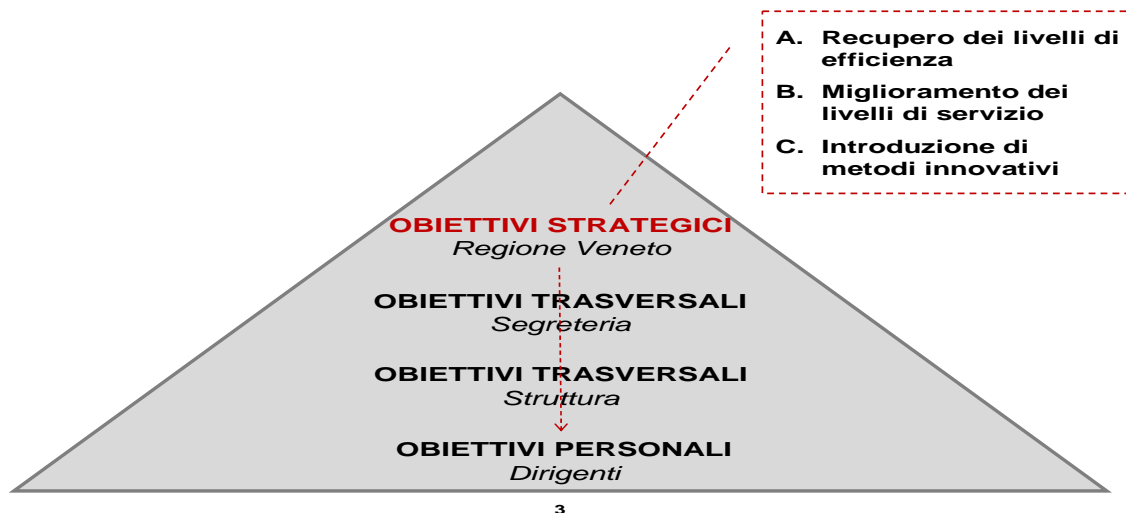 A. Recupero dei livelli di
efficienza
B. Miglioramento dei
livelli di servizio
C. Introduzione di
metodi innovativi
OBIETTIVI STRATEGICI
Regione Veneto
OBIETTIVI TRASVERSALI
Segreteria
OBIETTIVI TRASVERSALI
Struttura
OBIETTIVI PERSONALI
Dirigenti
3